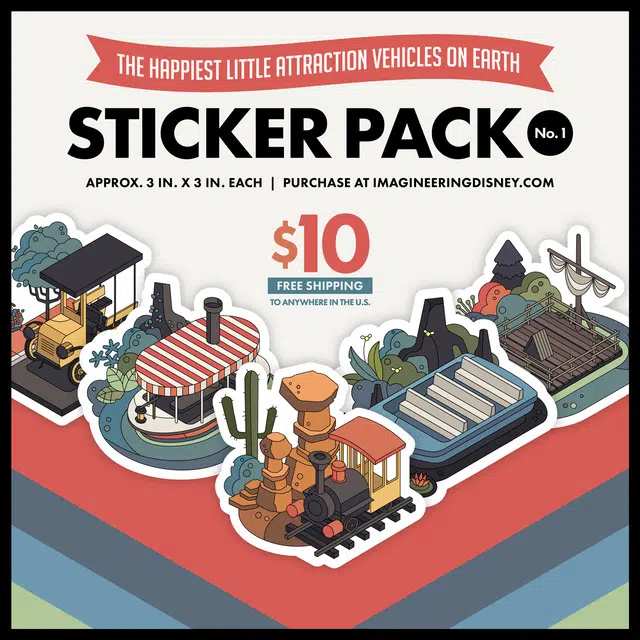 THE HAPPIEST LITTLE ATTRACTION VEHICLES ON EARTH
STICKER PACK No. 1
APPROX. 3 IN. X 3 IN. EACH | PURCHASE AT IMAGINEERINGDISNEY.COM
$10
FREE SHIPPING
TO ANYWHERE IN THE U.S.